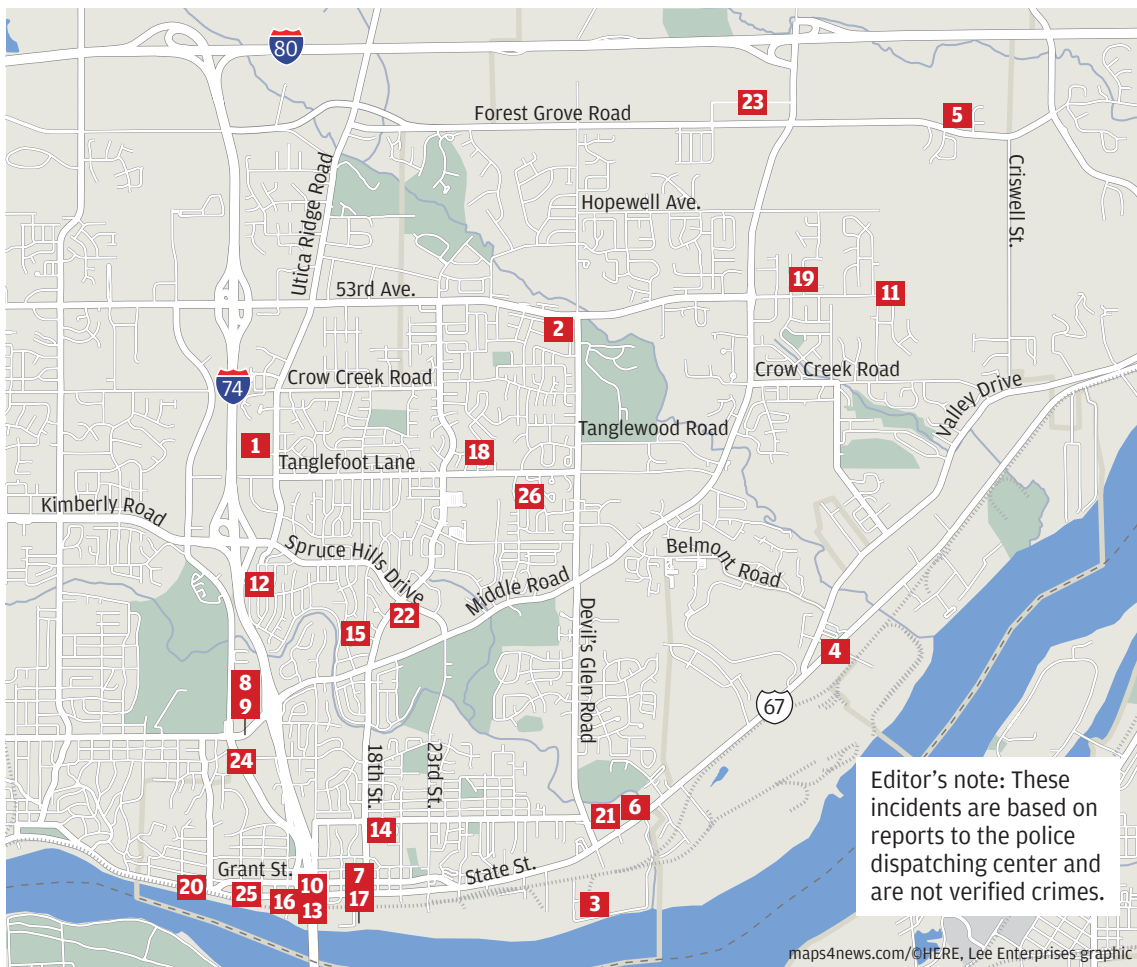 80
23
Forest Grove Road
5
Utica Ridge Road
Criswell St.
Hopewell Ave.
53rd Ave.
19
11
2
74
Crow Creek Road
Crow Creek Road
Valley Drive
1
18
Tanglewood Road
Tanglefoot Lane
26
Kimberly Road
Spruce Hills Drive
Belmont Road
12
Middle Road
22
15
Devil's Glen Road
4
8
9
67
24
18th St.
23rd St.
14
21
6
Grant St.
State St.
20
25
16
10
13
7
17
3
Editor's note: These
incidents are based on
reports to the police
dispatching center and
are not verified crimes.
maps4news.com/©HERE, Lee Enterprises graphic